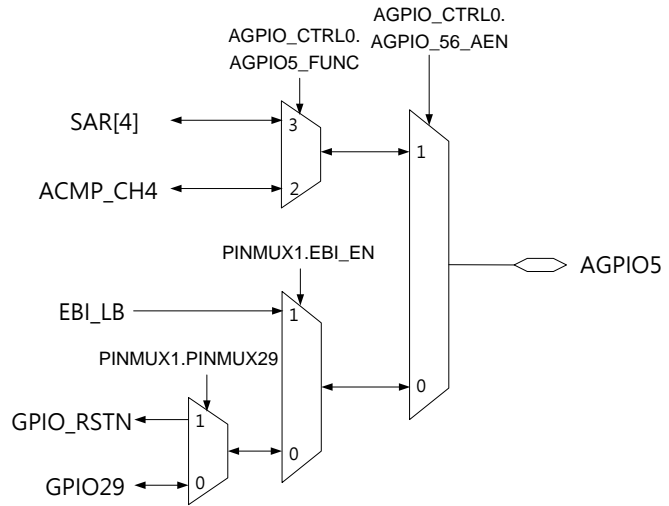 AGPIO_CTRL0.
AGPIO_56_AEN
AGPIO_CTRL0.
AGPIO5_FUNC
SAR[4]
3
1
ACMP_CH4
2
PINMUX1.EBI_EN
AGPIO5
EBI_LB
1
PINMUX1.PINMUX29
0
GPIO_RSTN
1
0
GPIO29
0